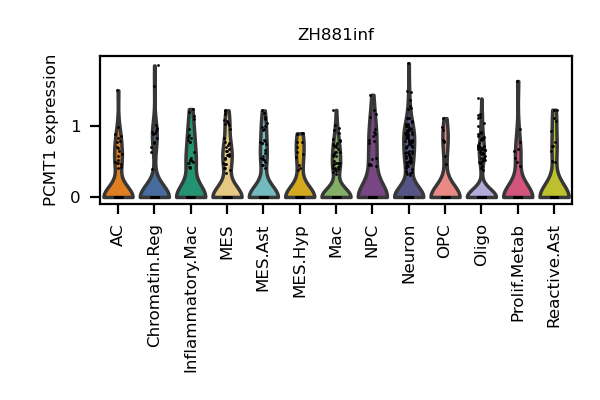 ZH881inf
PCMT1 expression
1
0
AC
Chromatin.Reg
Inflammatory.Mac
MES
MES.Ast
MES.Hyp
Mac
NPC
Neuron
OPC
Oligo
Prolif.Metab
Reactive.Ast